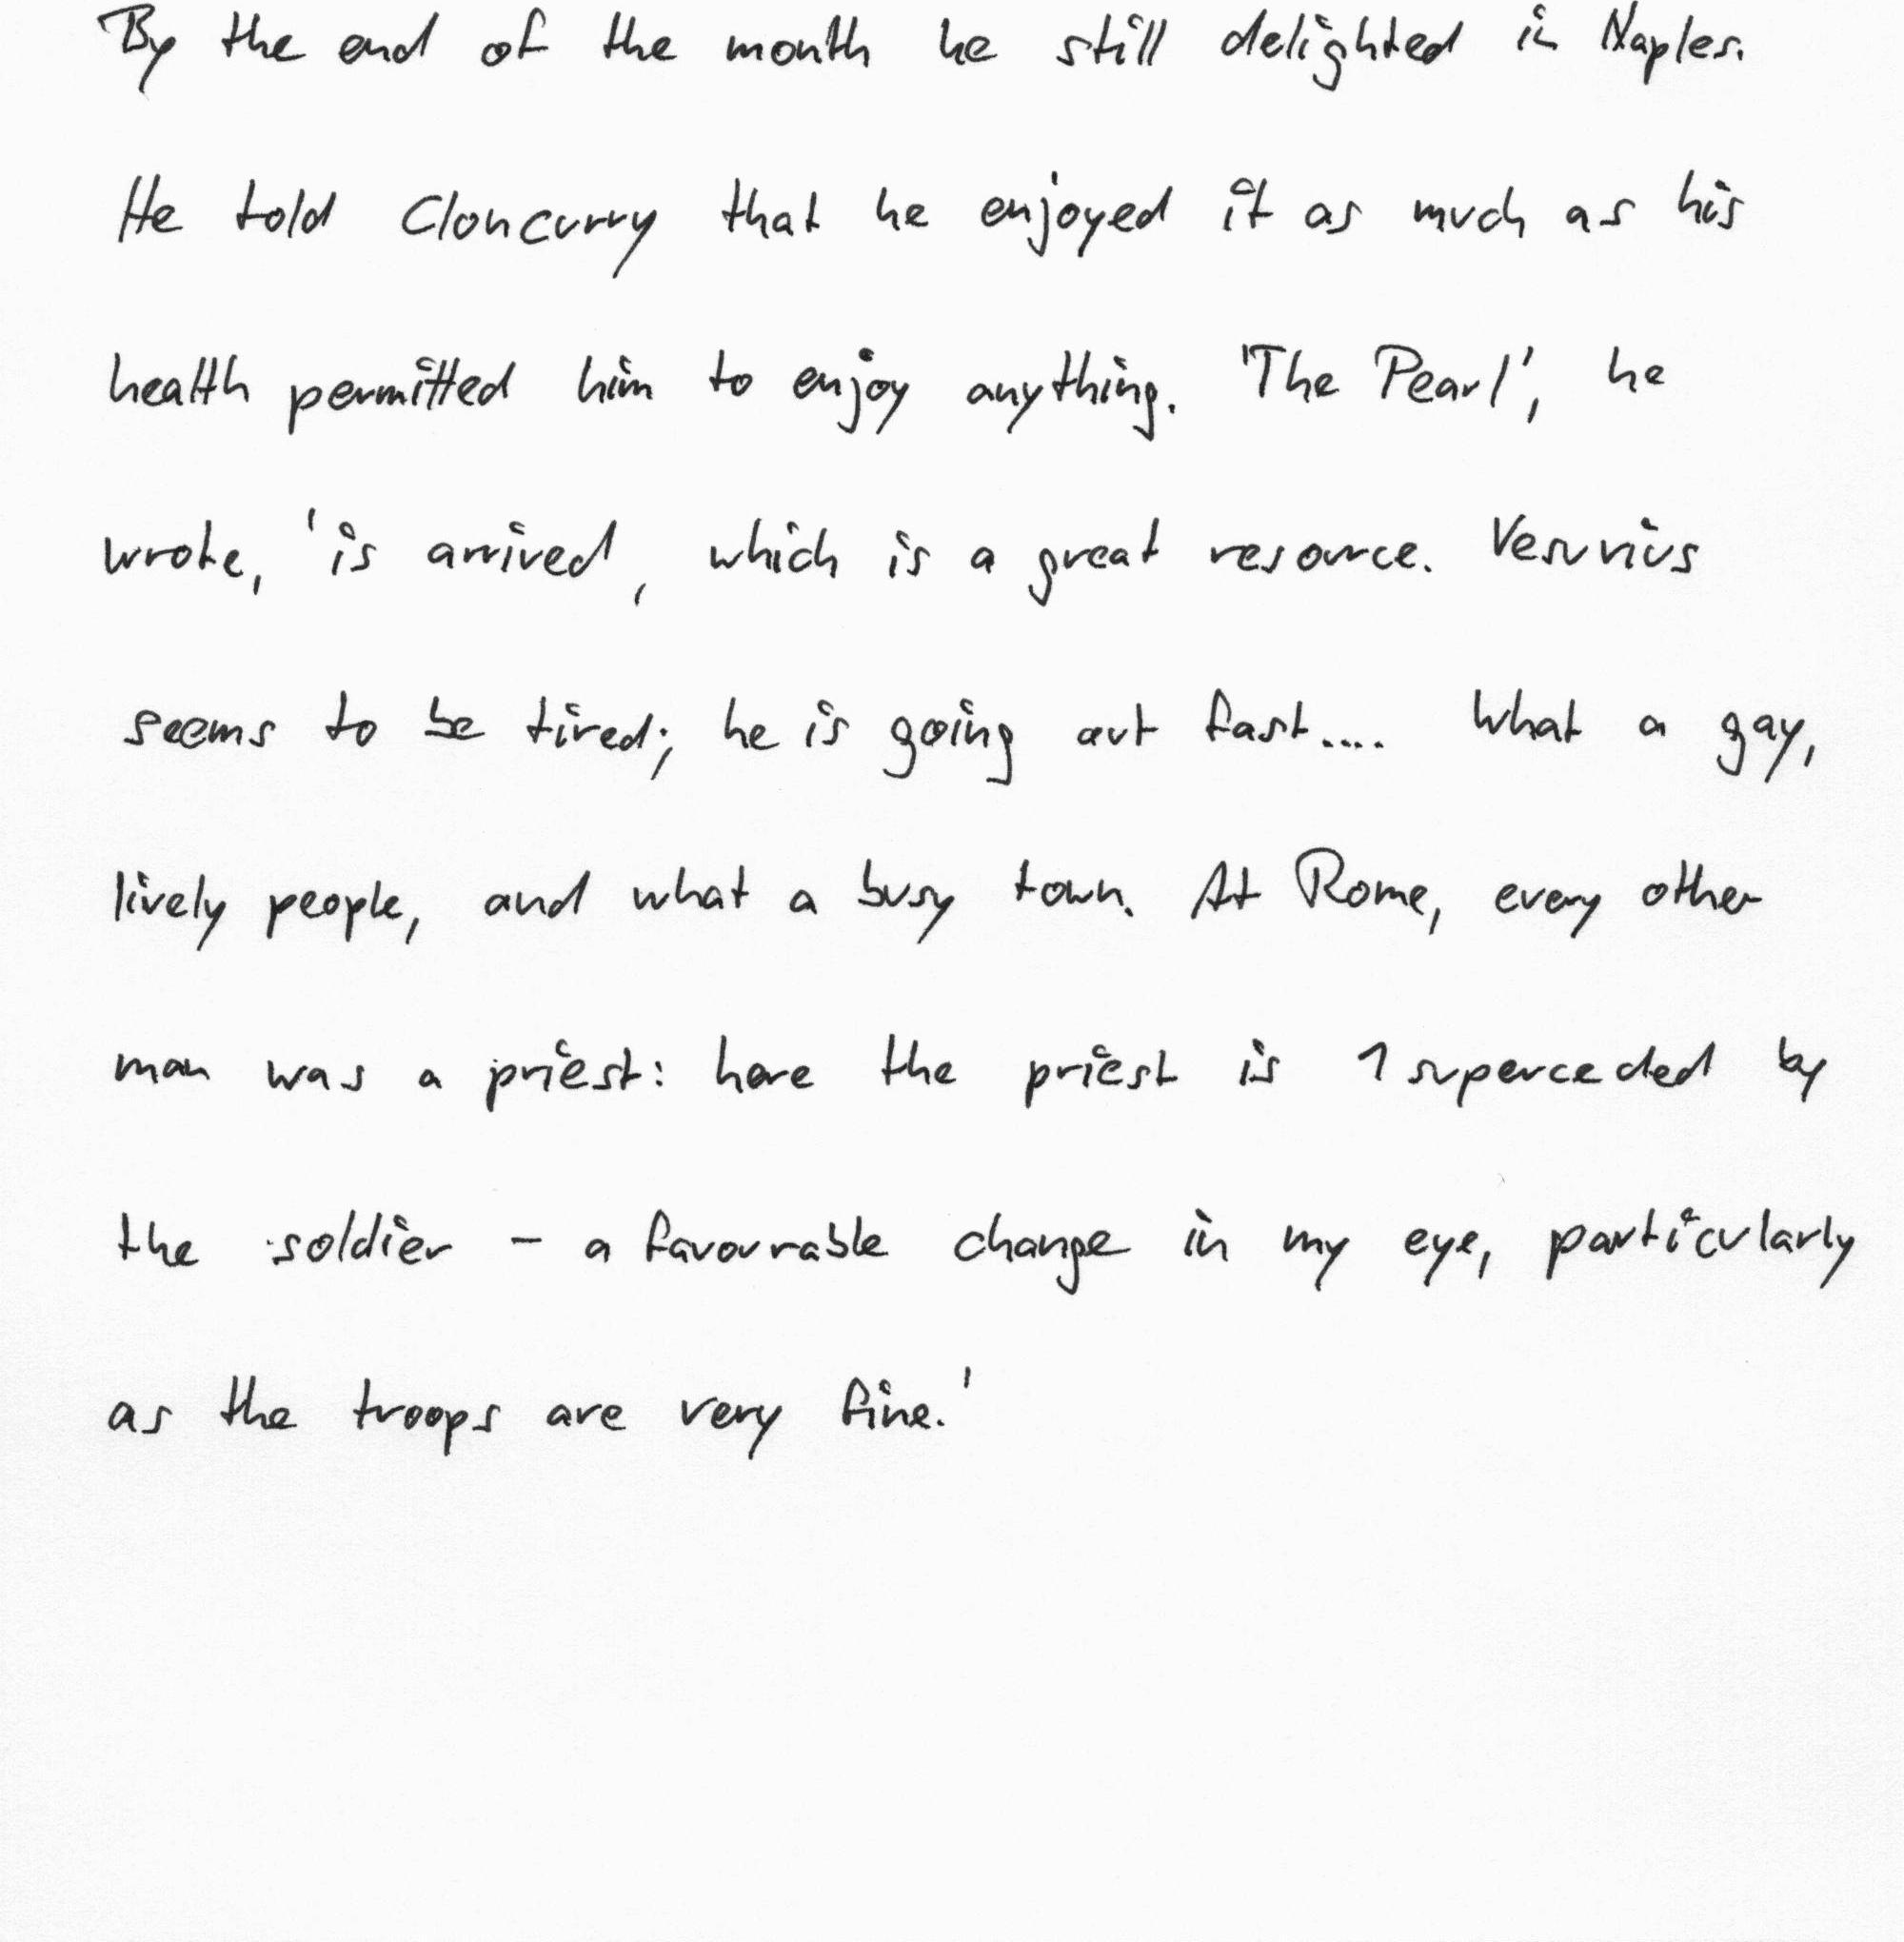 By the end of the month he still delighted in Naples.
He told Cloncurry that he enjoyed it as much as his
health permitted him to enjoy anything. 'The Pearl', he
wrote, 'is arrived, which is a great resource. Vesuvius
seems to be tired; he is going out fast.... What a gay,
lively people, and what a busy town. At Rome, every other
man was a priest: here the priest is 1 superceded by
the soldier - a favourable change in my eye, particularly
as the troops are very fine.'